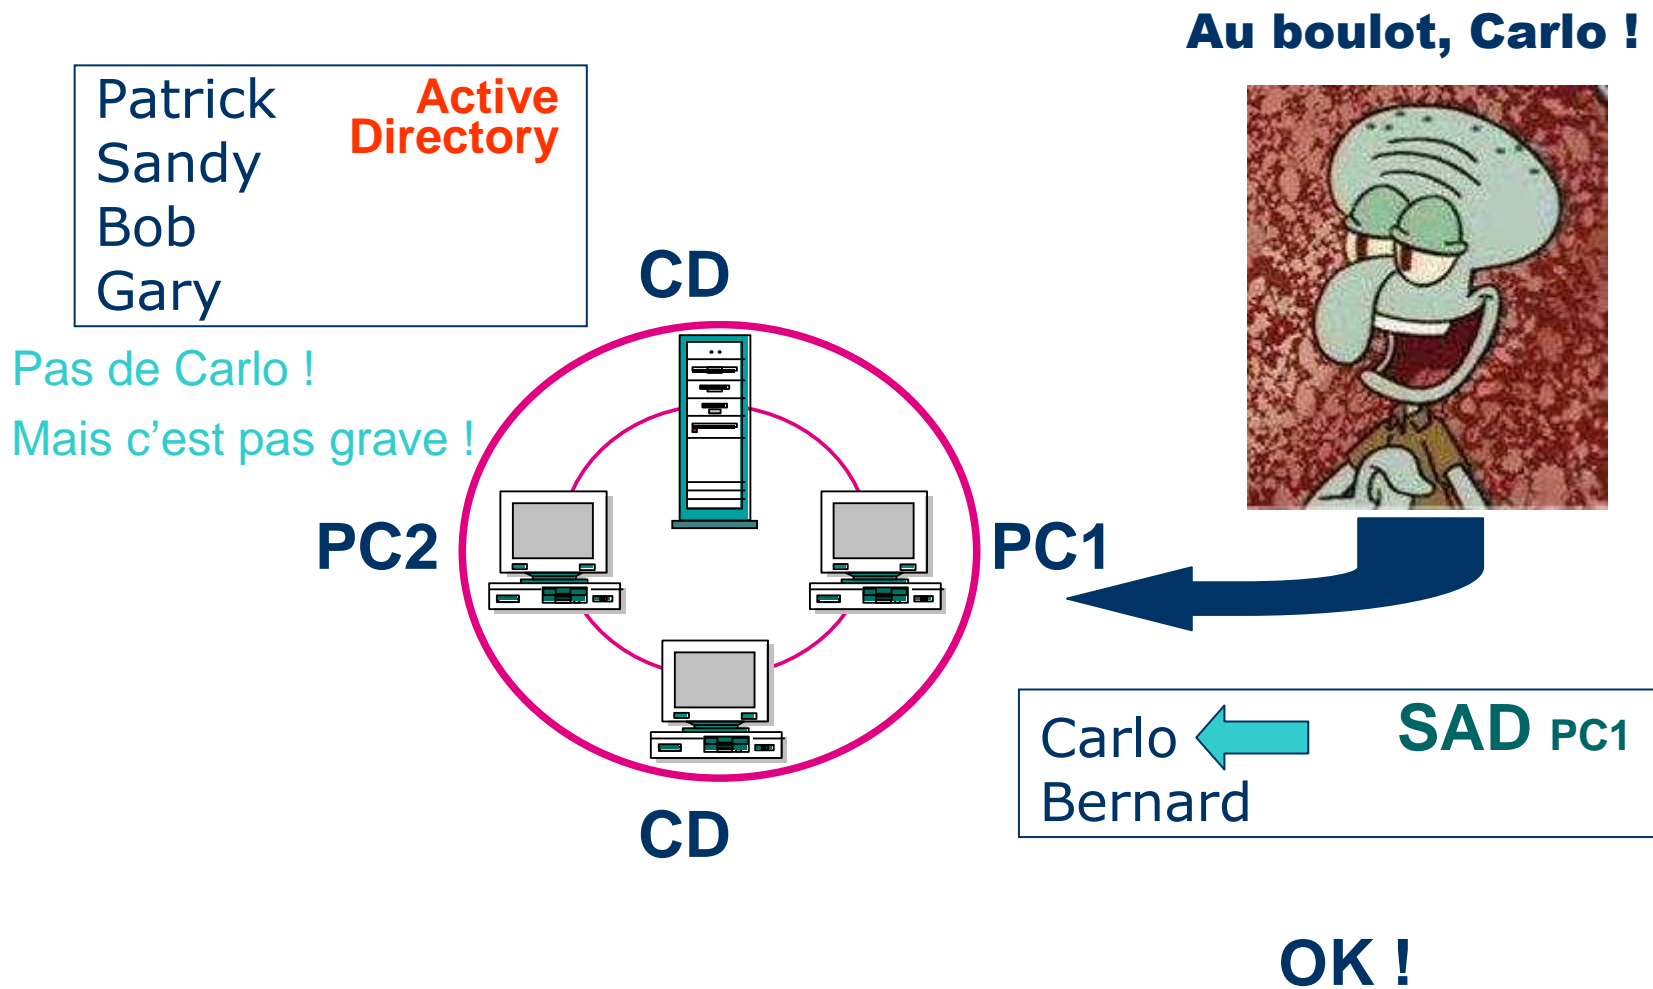 Au boulot, Carlo !
Patrick
Active
Directory
Sandy
Bob
Gary
CD
Pas de Carlo !
Mais c’est pas grave !
PC2
PC1
Carlo
SAD PC1
Bernard
CD
OK !